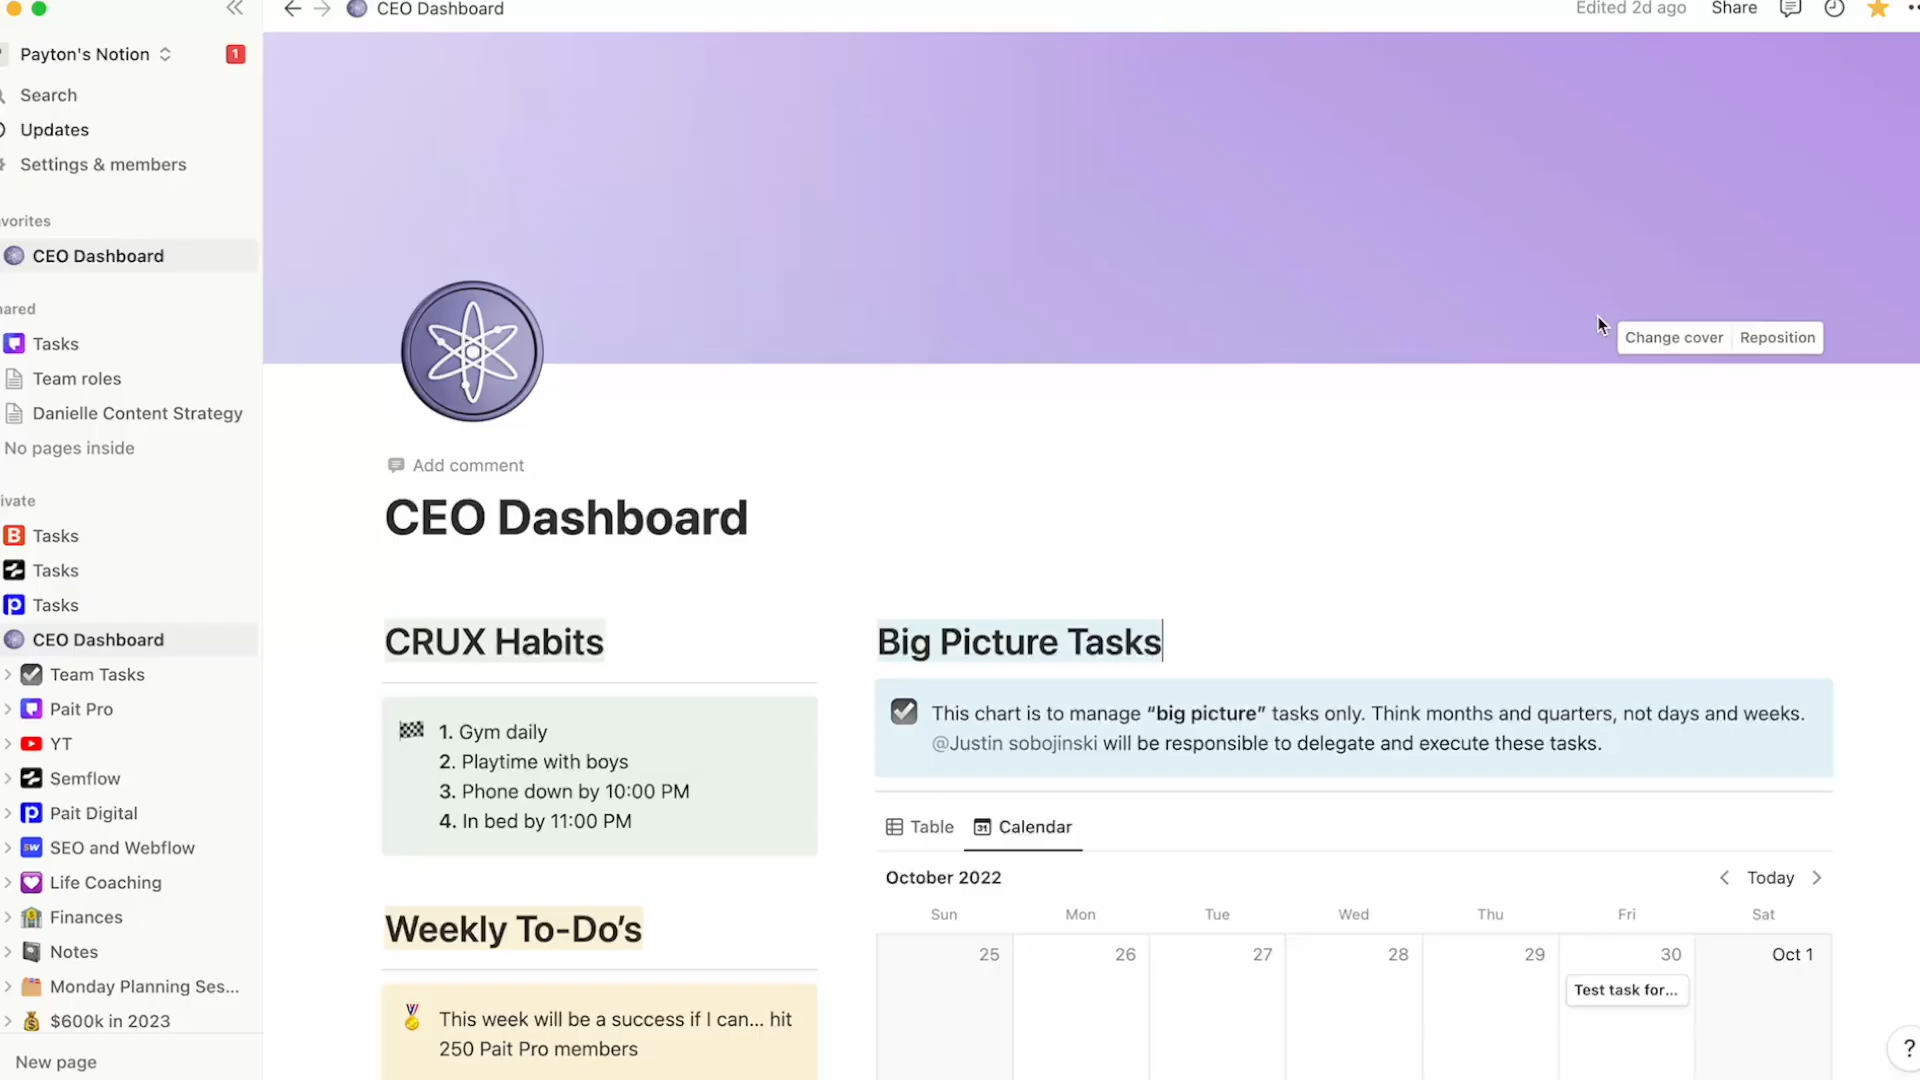 CEO Dashboard
Edited 2d ago
Share
Payton's Notion
1
Search
Updates
Settings & members
vorites
CEO Dashboard
ared
Tasks
Team roles
Danielle Content Strategy
No pages inside
ivate
B
Tasks
Tasks
Tasks
CEO Dashboard
Team Tasks
Pait Pro
YT
Semflow
Pait Digital
SW
SEO and Webflow
Life Coaching
Finances
Notes
Monday Planning Ses...
$600k in 2023
New page
Change cover
Reposition
Add comment
CEO Dashboard
CRUX Habits
1. Gym daily
2. Playtime with boys
3. Phone down by 10:00 PM
4. In bed by 11:00 PM
Weekly To-Do’s
This week will be a success if I can... hit
250 Pait Pro members
Big Picture Tasks
This chart is to manage “big picture” tasks only. Think months and quarters, not days and weeks.
@Justin sobojinski will be responsible to delegate and execute these tasks.
Table
31
Calendar
October 2022
Today
Sun Mon Tue Wed Thu Fri Sat
25 26 27 28 29 30 Oct 1
Test task for...
?